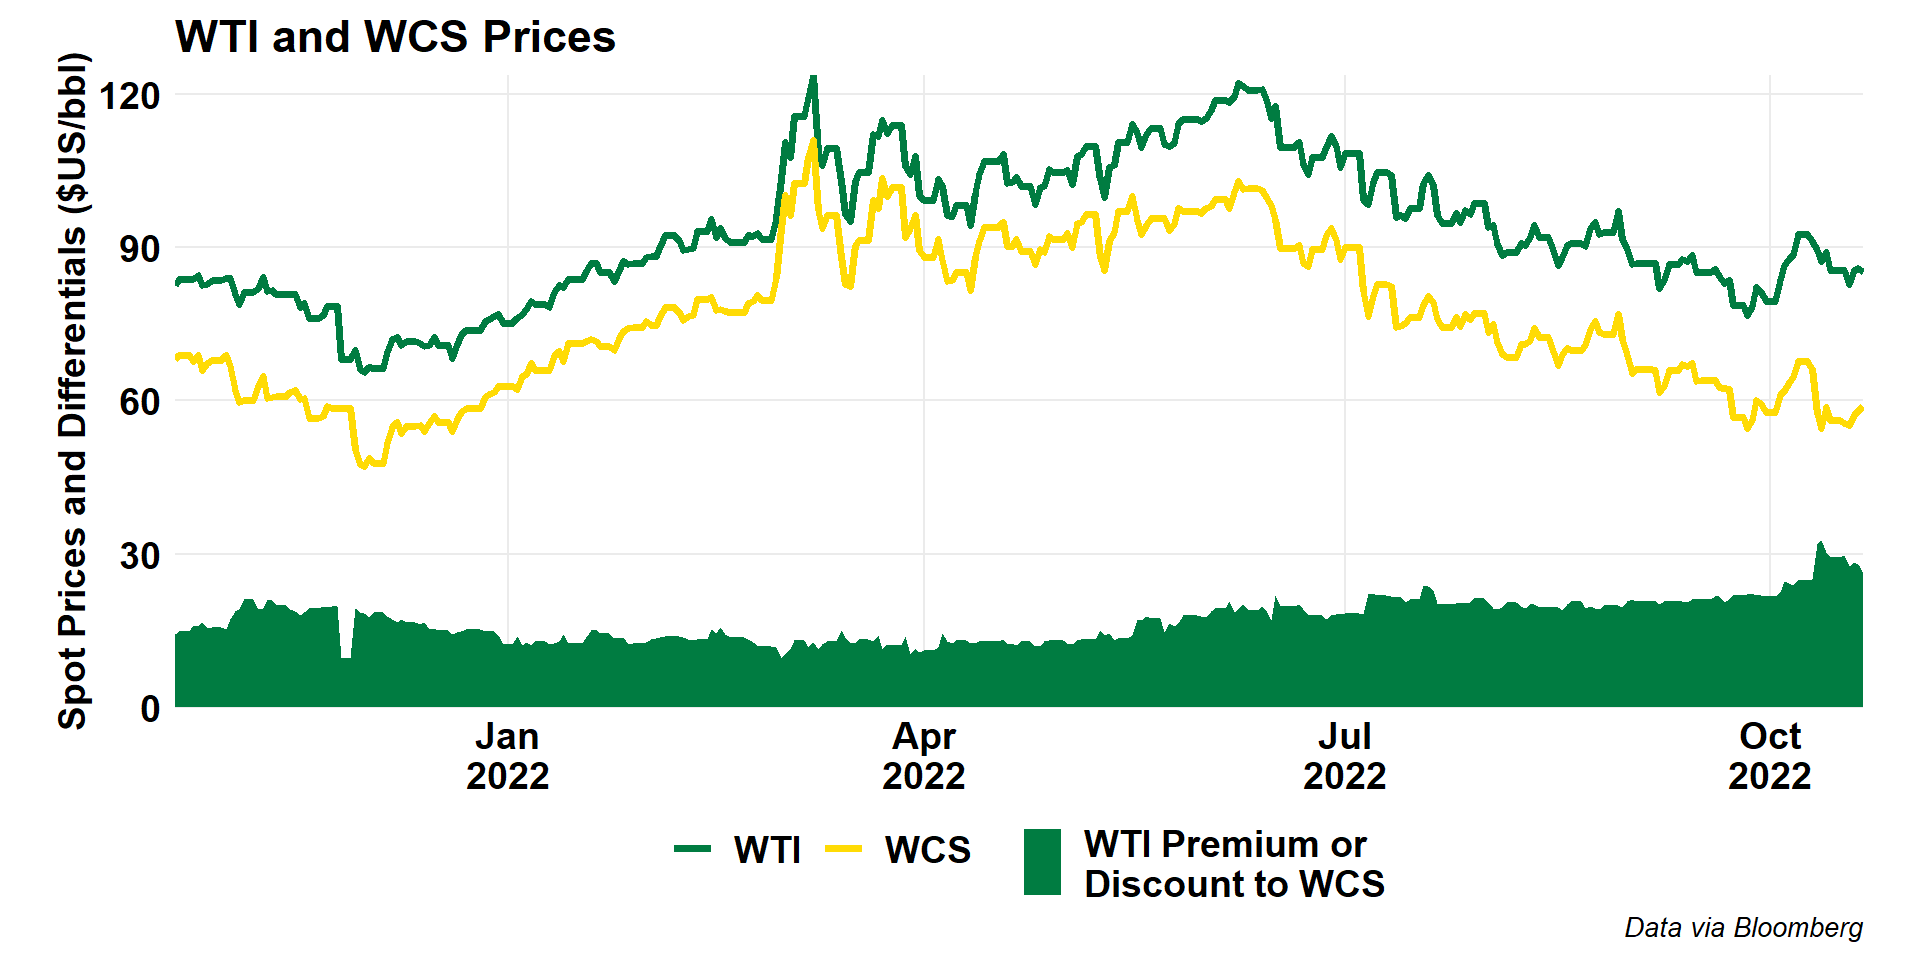 WTI and WCS Prices
Spot Prices and Differentials ($US/bbl)
120
90
60
30
0
Jan
2022
Apr
2022
Jul
2022
Oct
2022
WTI
WCS
WTI Premium or
Discount to WCS
Data via Bloomberg